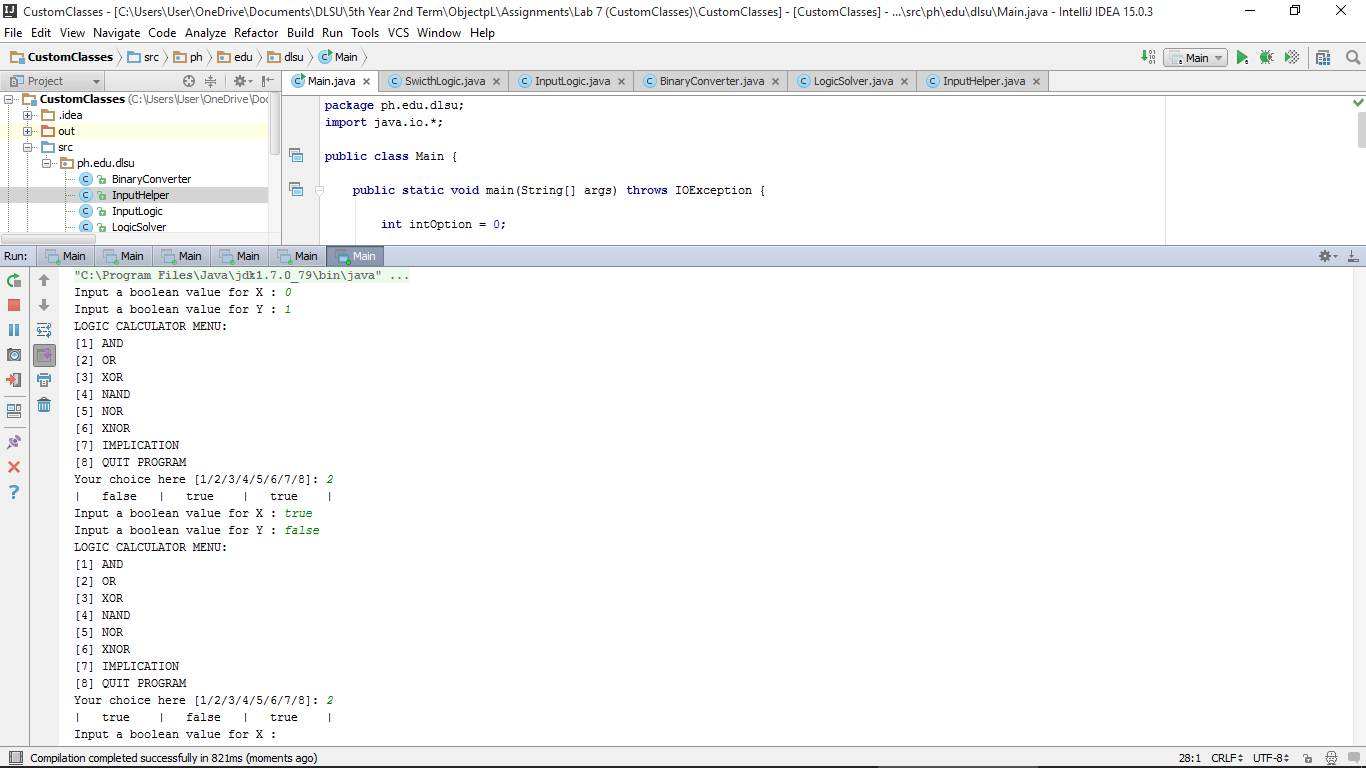 CustomClasses - [C:\Users\User\OneDrive\Documents\DLSU\5th Year 2nd Term\ObjectpL\Assignments\Lab 7 (CustomClasses)\CustomClasses] - [CustomClasses] - ...\src\ph\edu\dlsu\Main.java - IntelliJ IDEA 15.0.3
File Edit View Navigate Code Analyze Refactor Build Run Tools VCS Window Help
CustomClasses src ph edu dlsu Main Main
Project Main.java SwicthLogic.java InputLogic.java BinaryConverter.java LogicSolver.java InputHelper.java
CustomClasses (C:\Users\User\OneDrive\Doc
.idea
out
src
ph.edu.dlsu
BinaryConverter
InputHelper
InputLogic
LogicSolver
package ph.edu.dlsu;
import java.io.*;
public class Main {
public static void main(String[] args) throws IOException {
int intOption = 0;
Run: Main Main Main Main Main Main
"C:\Program Files\Java\jdk1.7.0_79\bin\java" ...
Input a boolean value for X : 0
Input a boolean value for Y : 1
LOGIC CALCULATOR MENU:
[1] AND
[2] OR
[3] XOR
[4] NAND
[5] NOR
[6] XNOR
[7] IMPLICATION
[8] QUIT PROGRAM
Your choice here [1/2/3/4/5/6/7/8]: 2
| false | true | true |
Input a boolean value for X : true
Input a boolean value for Y : false
LOGIC CALCULATOR MENU:
[1] AND
[2] OR
[3] XOR
[4] NAND
[5] NOR
[6] XNOR
[7] IMPLICATION
[8] QUIT PROGRAM
Your choice here [1/2/3/4/5/6/7/8]: 2
| true | false | true |
Input a boolean value for X :
Compilation completed successfully in 821ms (moments ago) 28:1 CRLF UTF-8